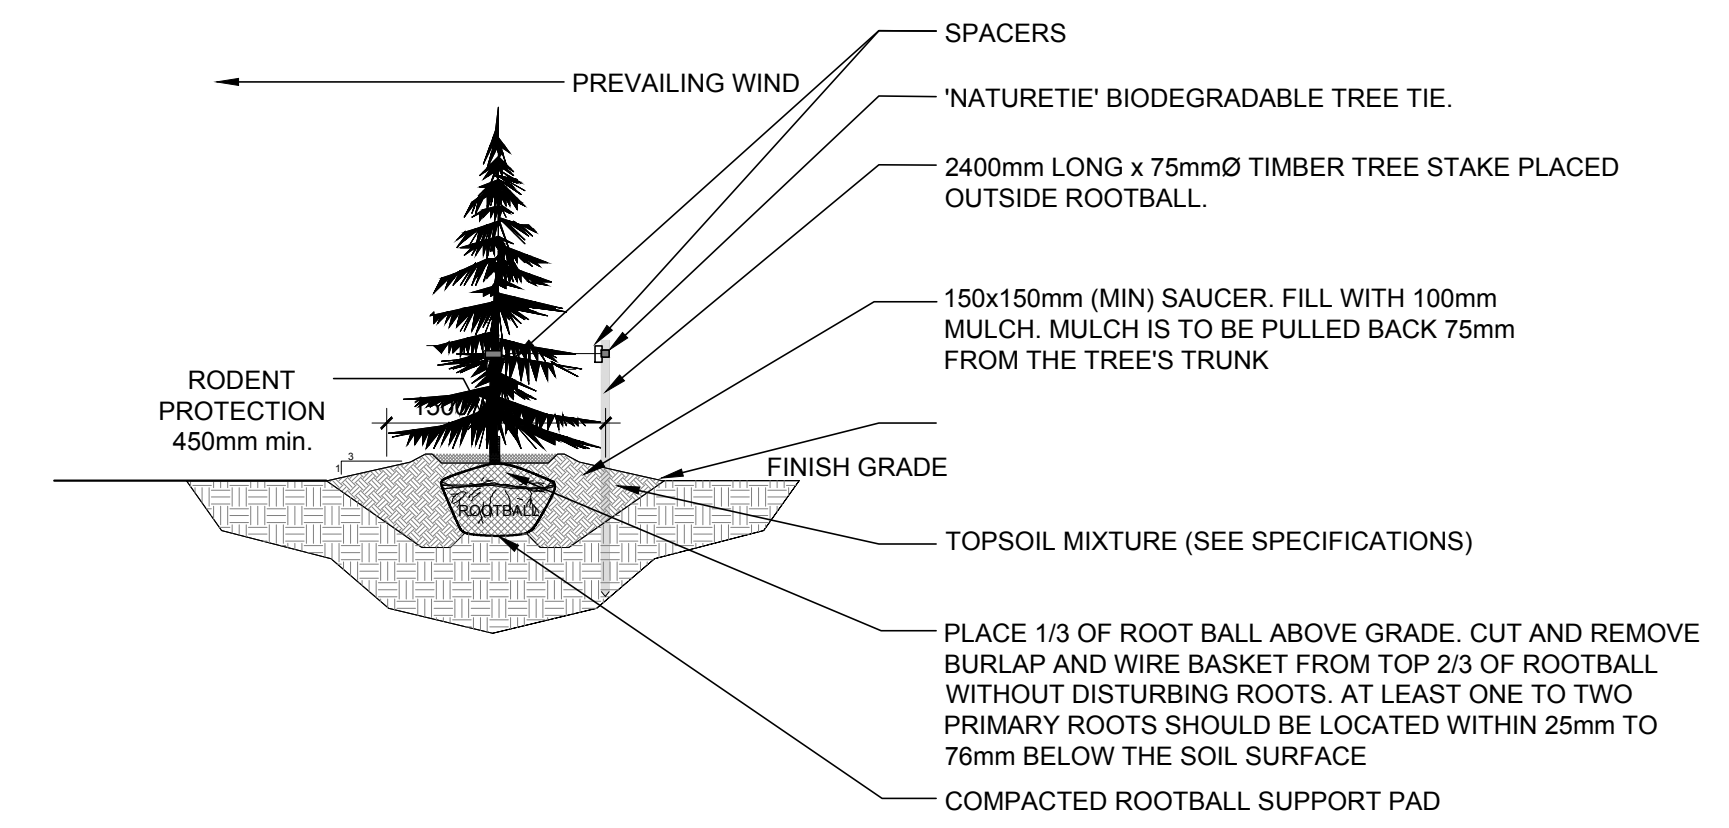 SPACERS
PREVAILING WIND
'NATURETIE' BIODEGRADABLE TREE TIE.
2400mm LONG x 75mmØ TIMBER TREE STAKE PLACED
OUTSIDE ROOTBALL.
150x150mm (MIN) SAUCER. FILL WITH 100mm
MULCH. MULCH IS TO BE PULLED BACK 75mm
FROM THE TREE'S TRUNK
RODENT
PROTECTION
450mm min.
1500
3
1
FINISH GRADE
ROOTBALL
TOPSOIL MIXTURE (SEE SPECIFICATIONS)
PLACE 1/3 OF ROOT BALL ABOVE GRADE. CUT AND REMOVE
BURLAP AND WIRE BASKET FROM TOP 2/3 OF ROOTBALL
WITHOUT DISTURBING ROOTS. AT LEAST ONE TO TWO
PRIMARY ROOTS SHOULD BE LOCATED WITHIN 25mm TO
76mm BELOW THE SOIL SURFACE
COMPACTED ROOTBALL SUPPORT PAD